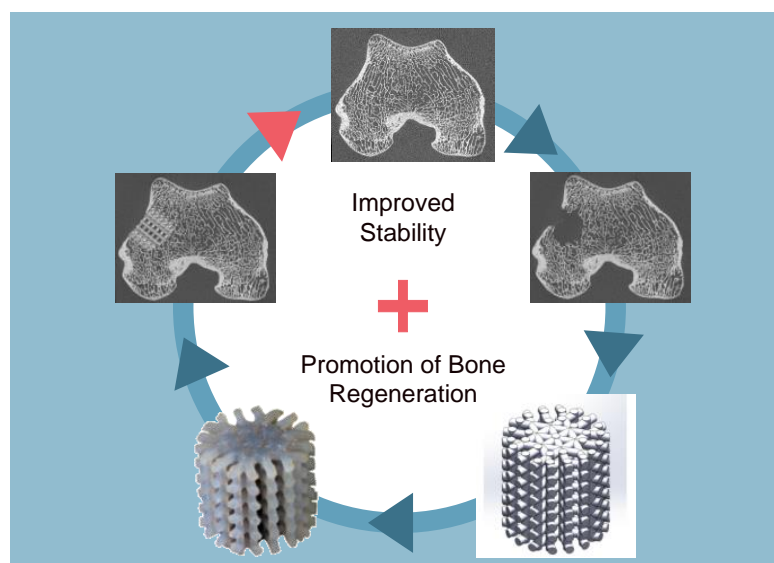 Improved
Stability
Promotion of Bone
Regeneration